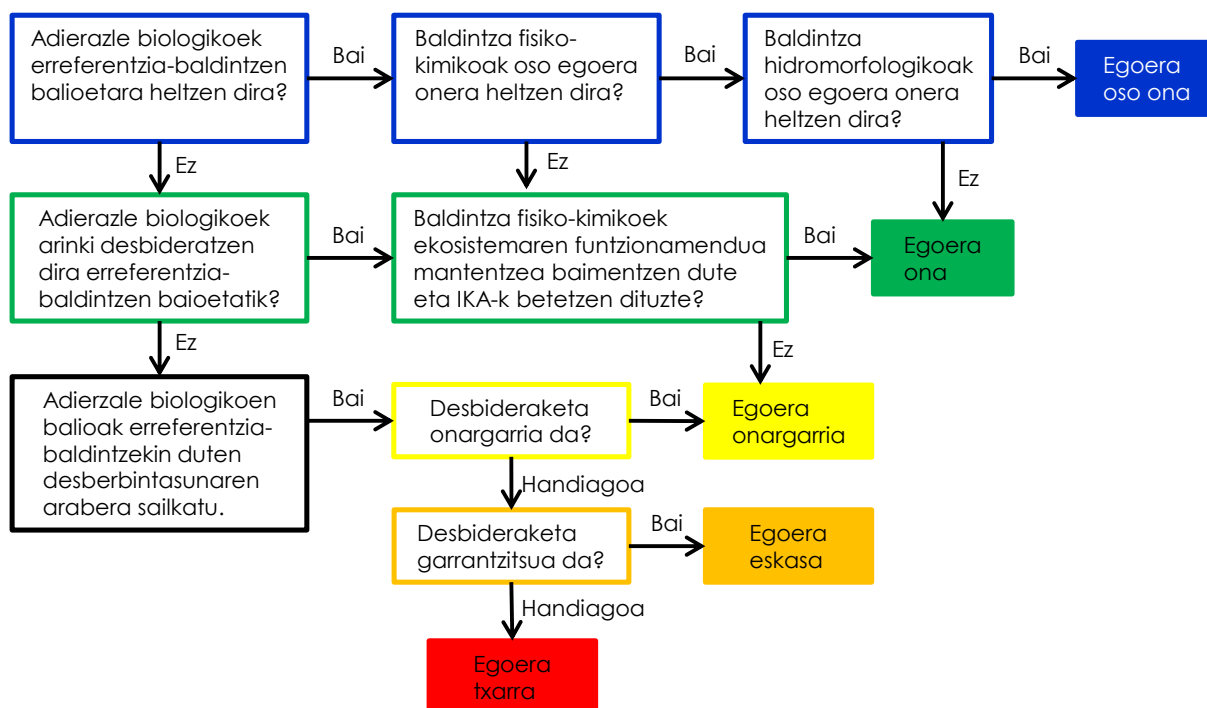 Adierazle biologikoek
erreferentzia-baldintzen
balioetara heltzen dira?
Bai
Baldintza fisiko-
kimikoak oso egoera
onera heltzen dira?
Bai
Baldintza
hidromorfologikoak
oso egoera onera
heltzen dira?
Bai
Egoera
oso ona
Ez
Ez
Ez
Adierazle biologikoek
arinki desbideratzen
dira erreferentzia-
baldintzen baioetatik?
Bai
Baldintza fisiko-kimikoek
ekosistemaren funtzionamendua
mantentzea baimentzen dute
eta IKA-k betetzen dituzte?
Bai
Egoera
ona
Ez
Ez
Adierzale biologikoen
balioak erreferentzia-
baldintzekin duten
desberbintasunaren
arabera sailkatu.
Bai
Desbideraketa
onargarria da?
Bai
Egoera
onargarria
Handiagoa
Desbideraketa
garrantzitsua da?
Bai
Egoera
eskasa
Handiagoa
Egoera
txarra